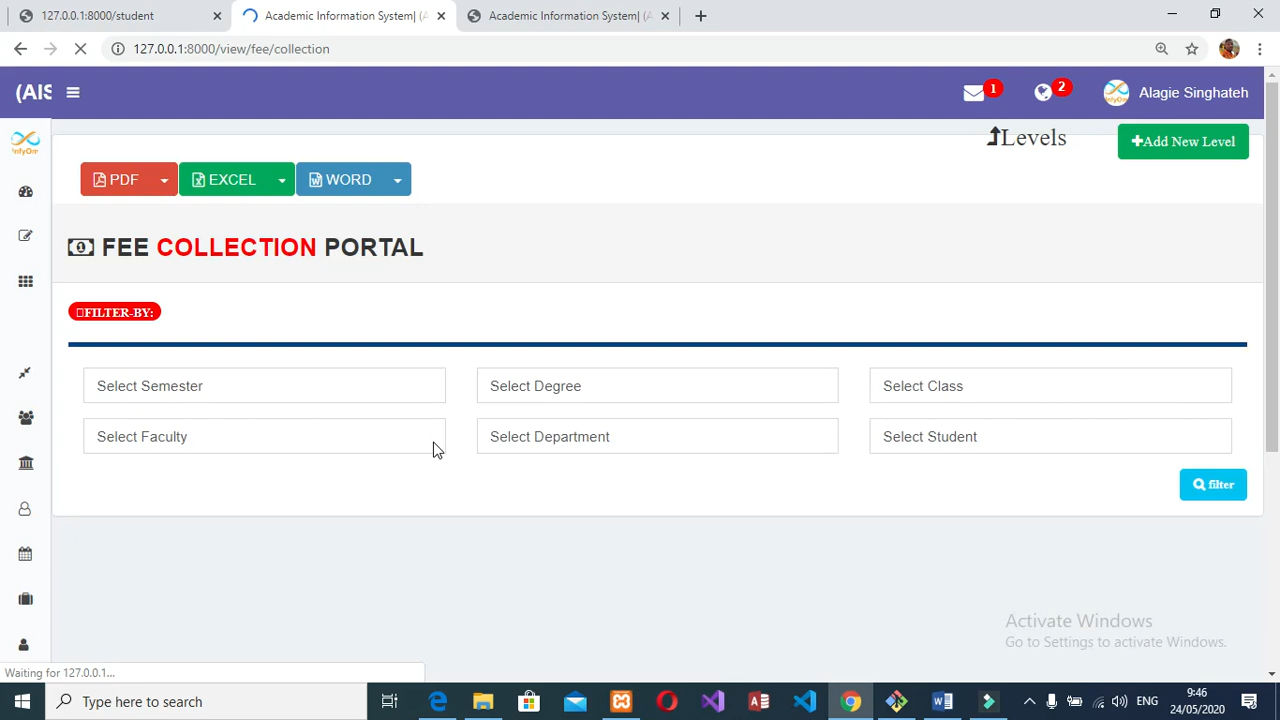 127.0.0.1:8000/student
Academic Information System| (A
Academic Information System| (A
127.0.0.1:8000/view/fee/collection
(AIS
1
2
Alagie Singhateh
InfyOm
Levels
Add New Level
PDF
EXCEL
WORD
FEE COLLECTION PORTAL
FILTER-BY:
Select Semester
Select Degree
Select Class
Select Faculty
Select Department
Select Student
filter
Activate Windows
Go to Settings to activate Windows.
Waiting for 127.0.0.1...
Type here to search
ENG
9:46
24/05/2020